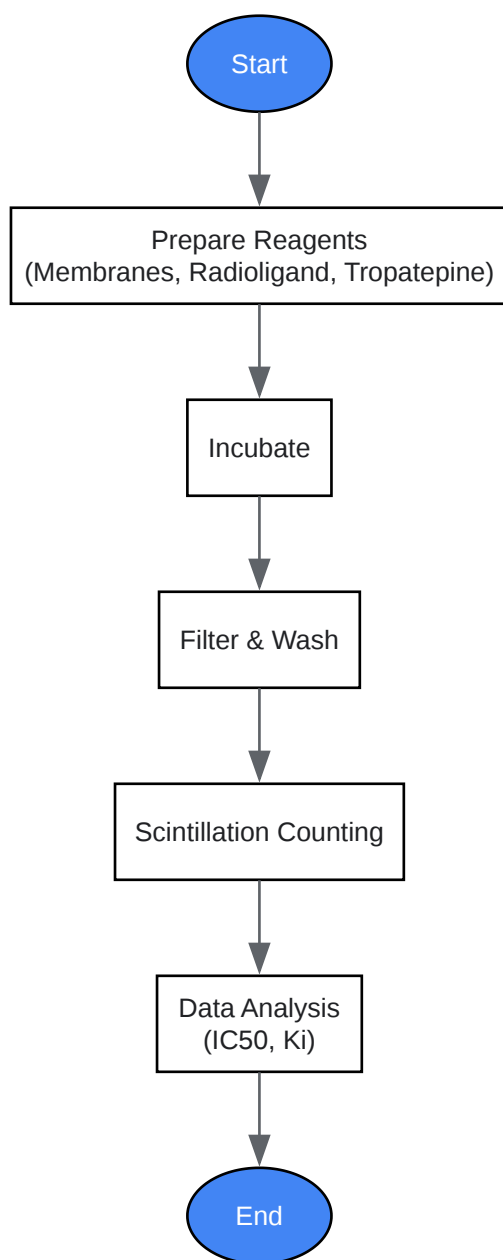 Start
Prepare Reagents
(Membranes, Radioligand, Tropatepine)
Incubate
Filter & Wash
Scintillation Counting
Data Analysis
(IC50, Ki)
End